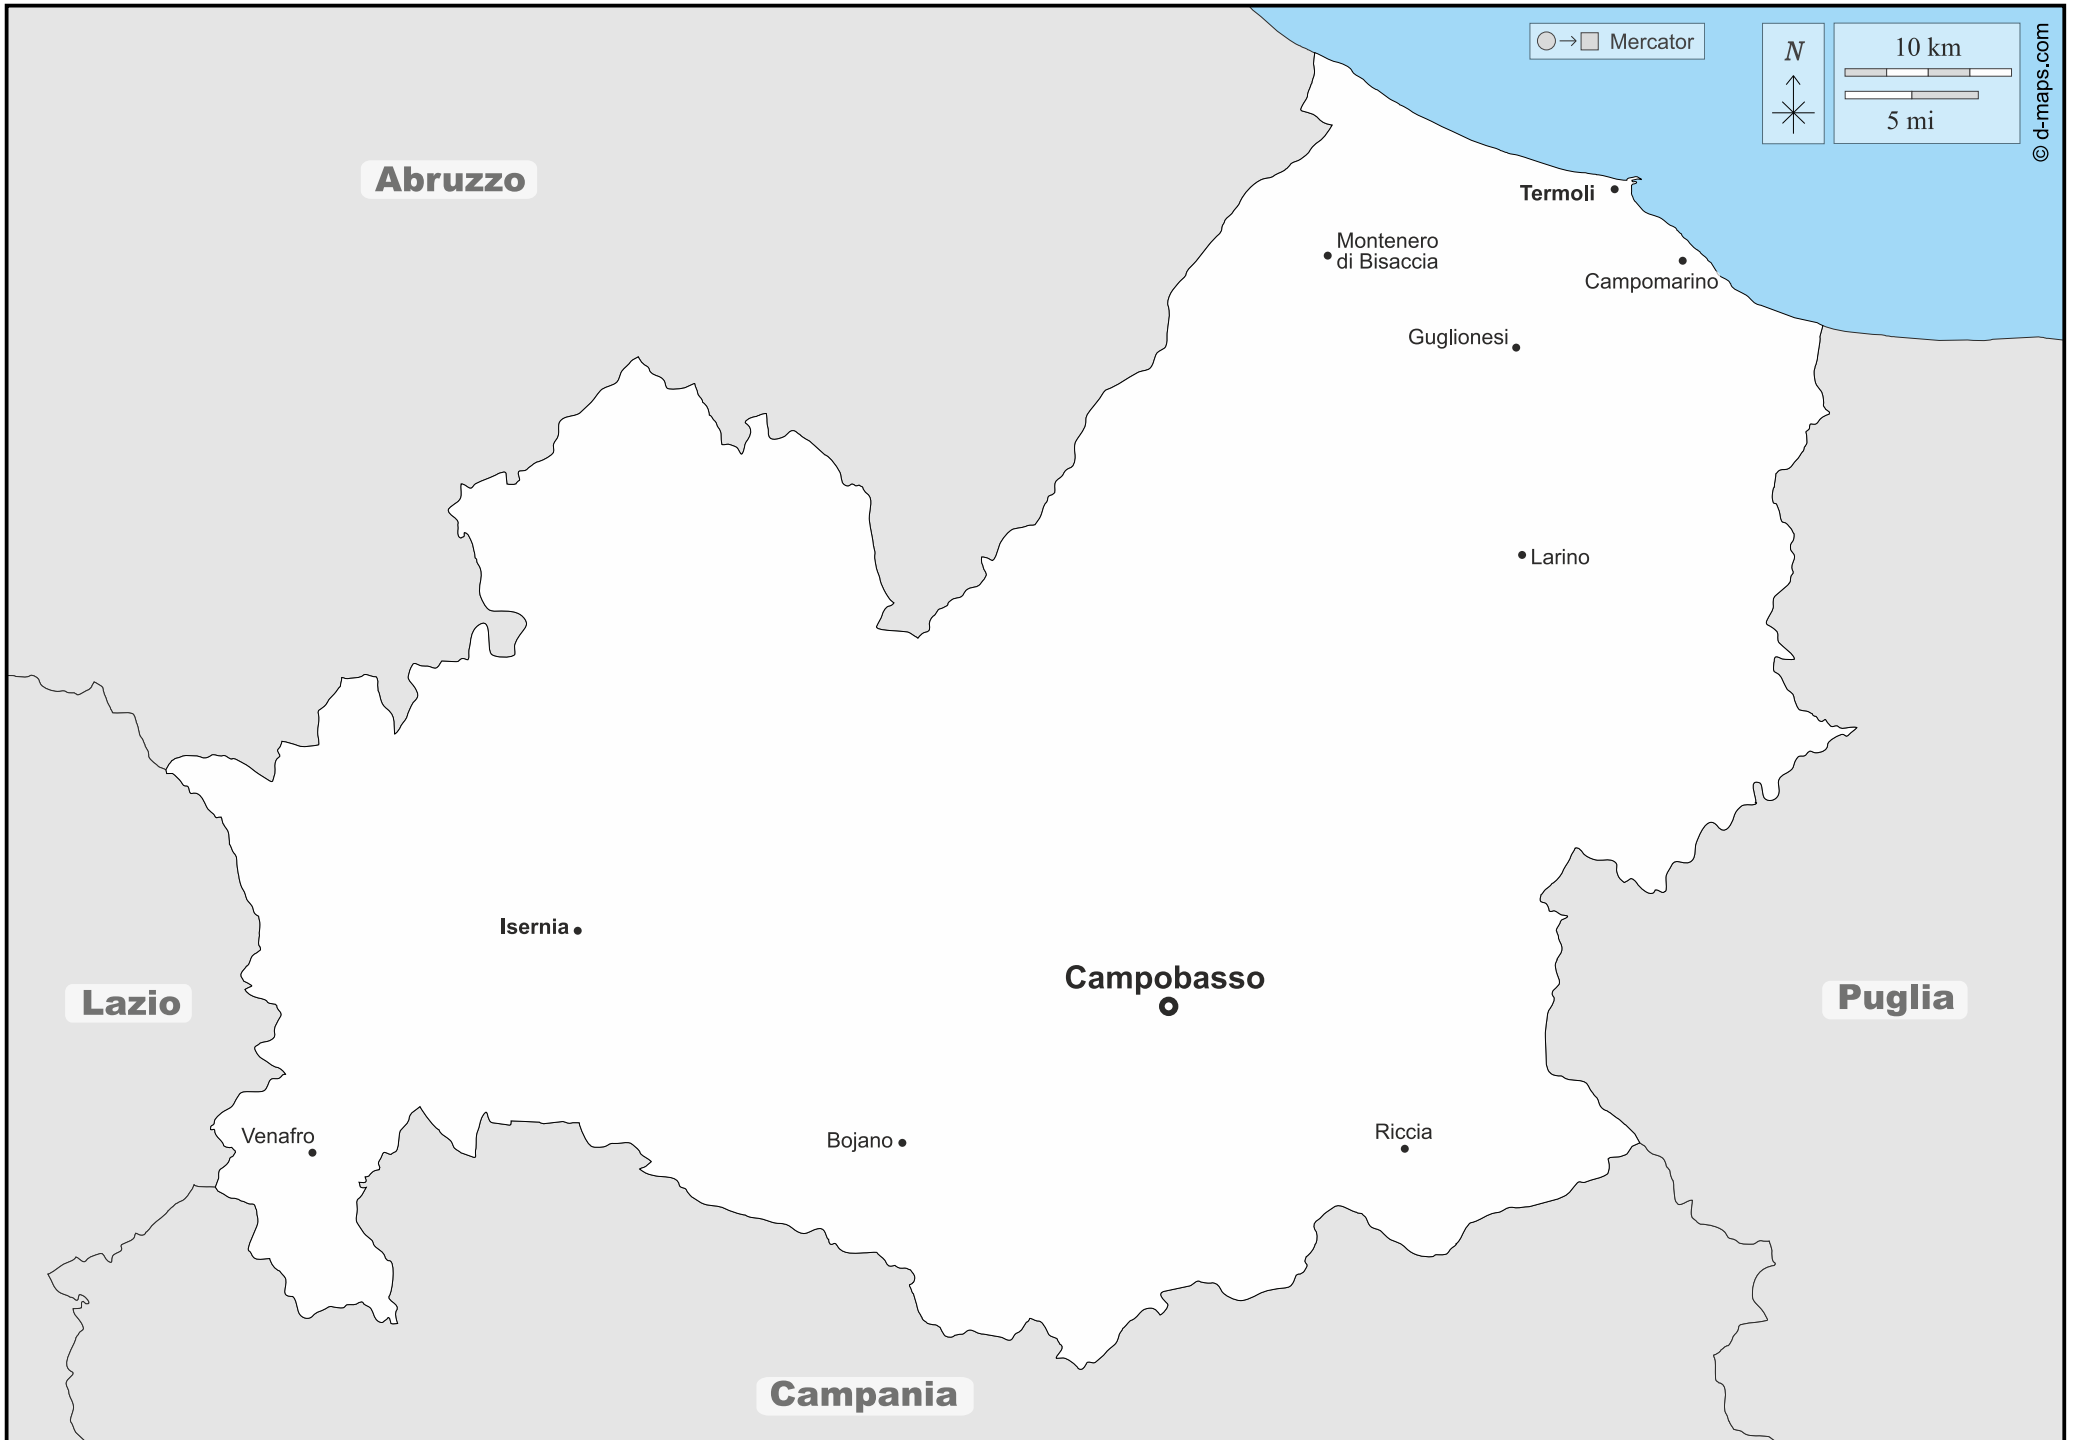 Mercator
N
10 km
5 mi
© d-maps.com
Abruzzo
Termoli
Montenero
di Bisaccia
Campomarino
Guglionesi
Larino
Isernia
Campobasso
Lazio
Puglia
Venafro
Bojano
Riccia
Campania